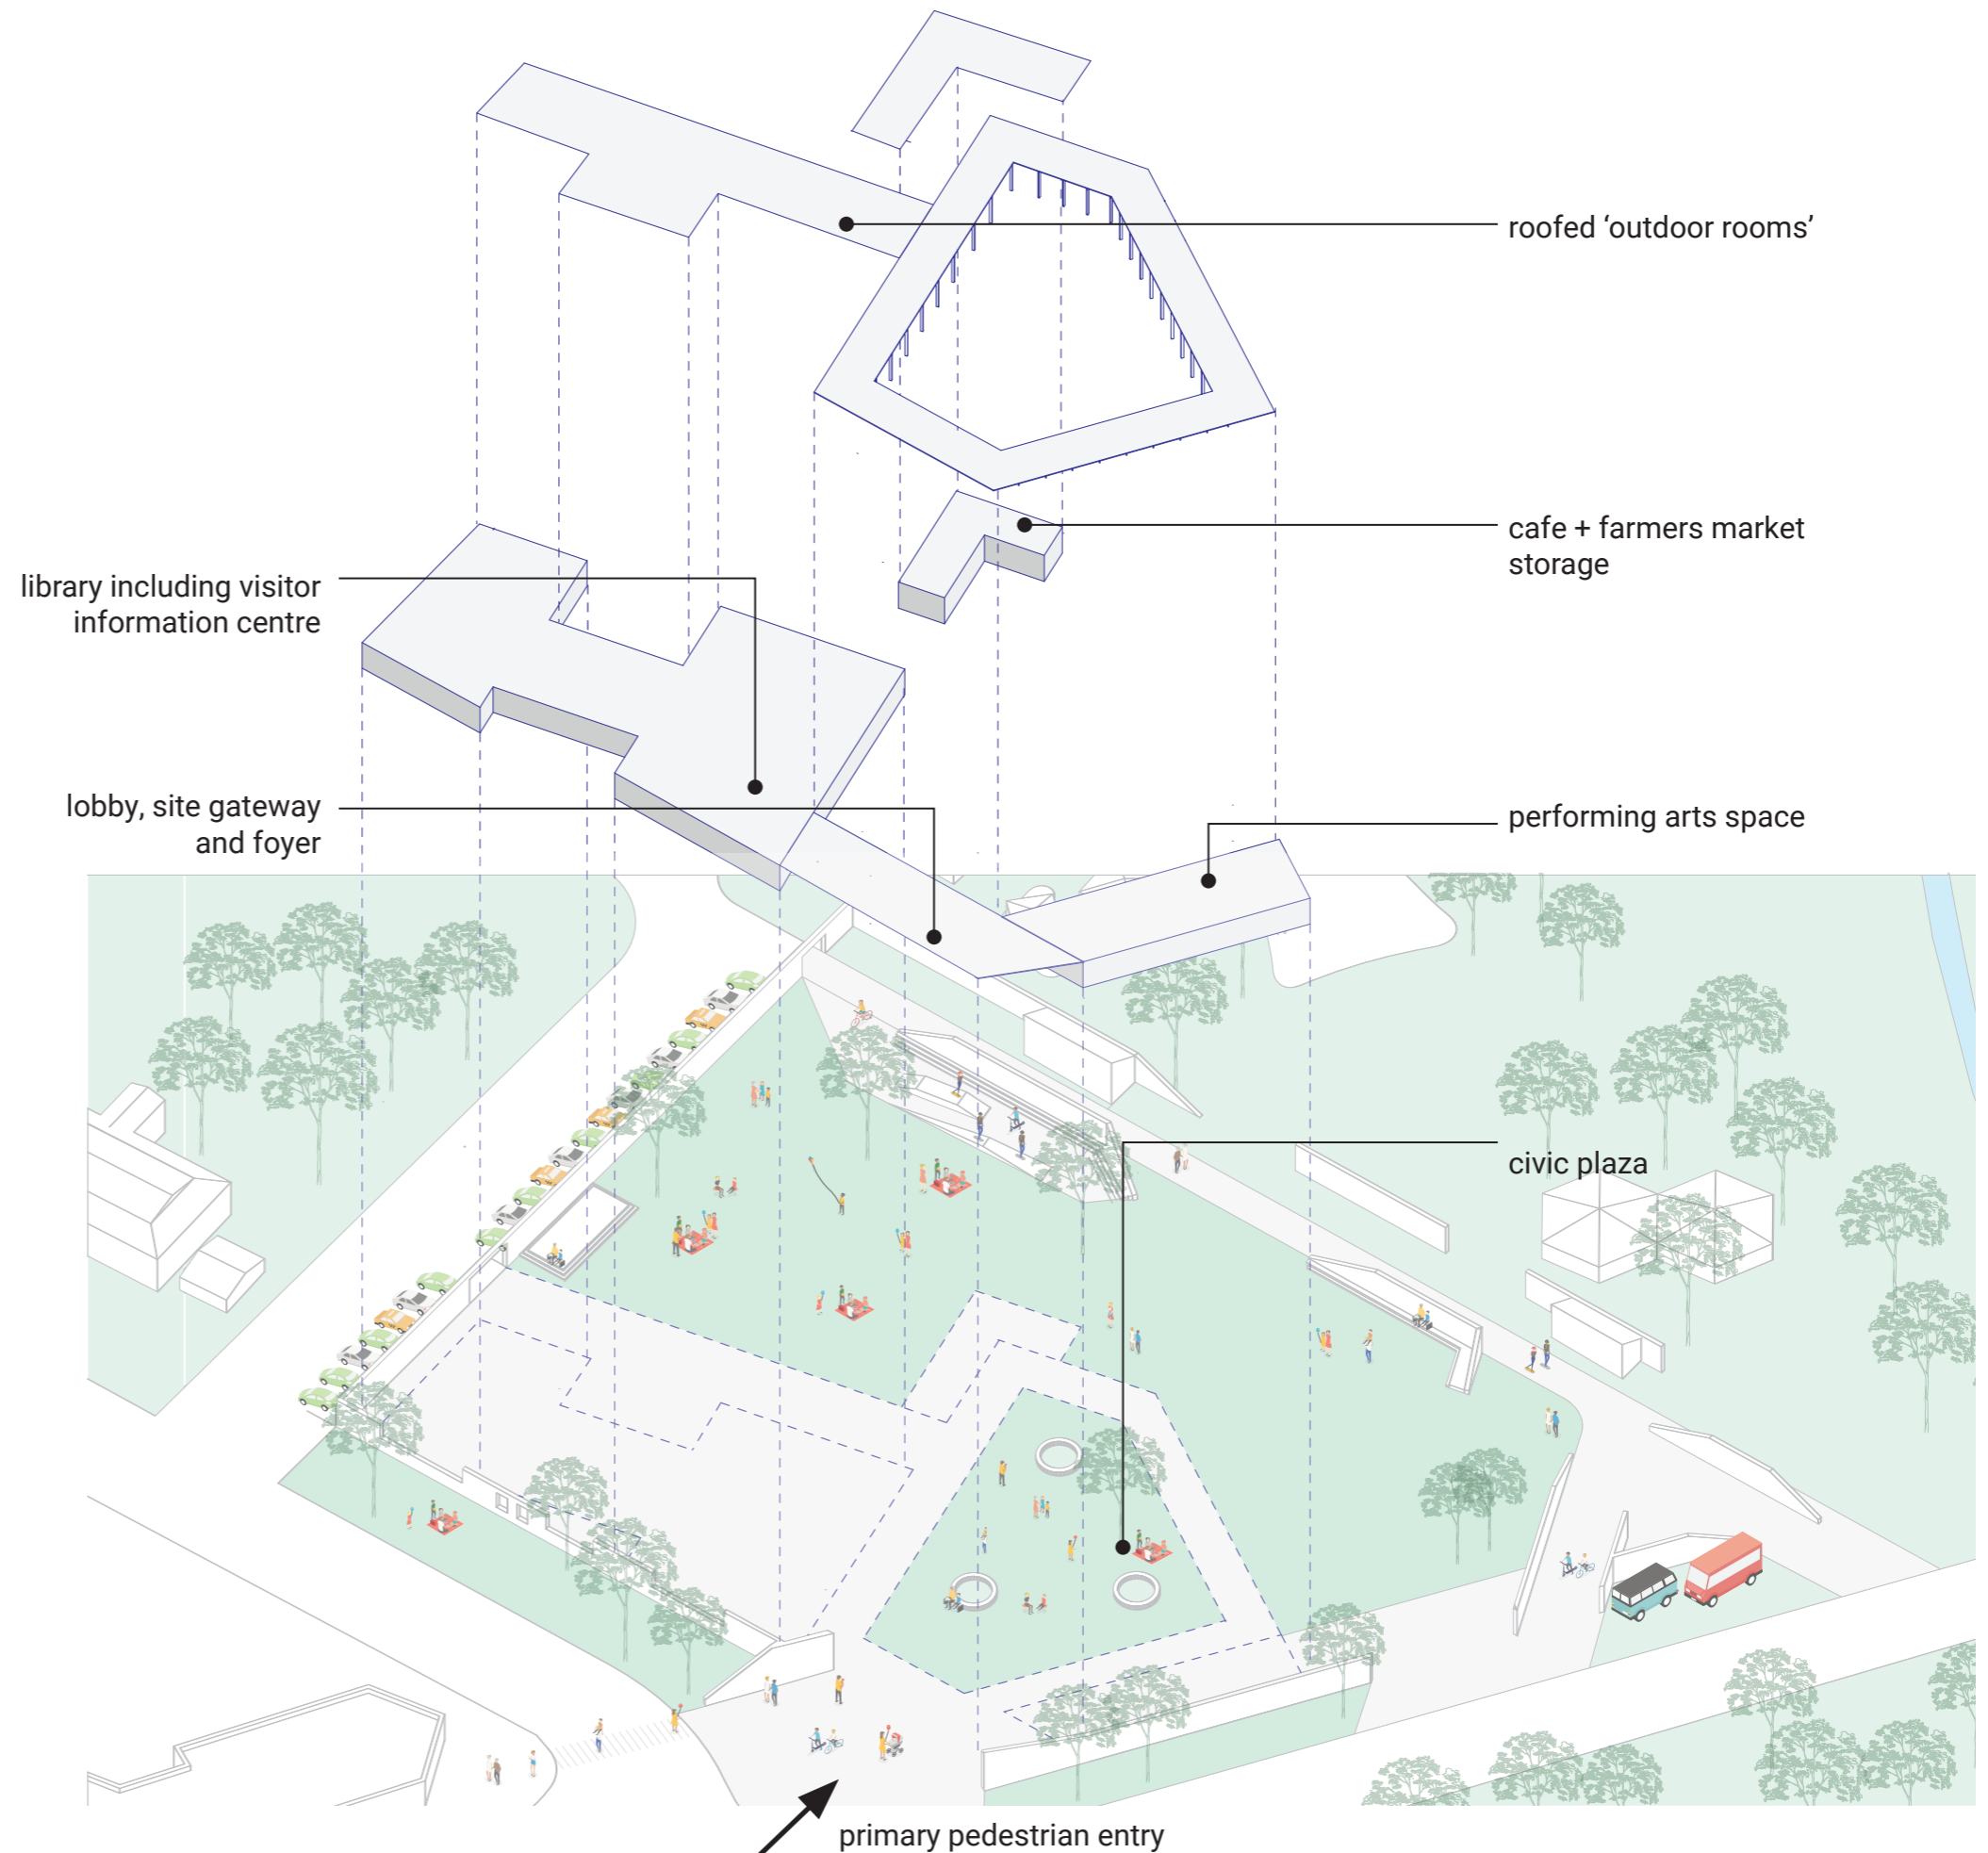 roofed ‘outdoor rooms’
cafe + farmers market
storage
library including visitor
information centre
lobby, site gateway
and foyer
performing arts space
civic plaza
primary pedestrian entry